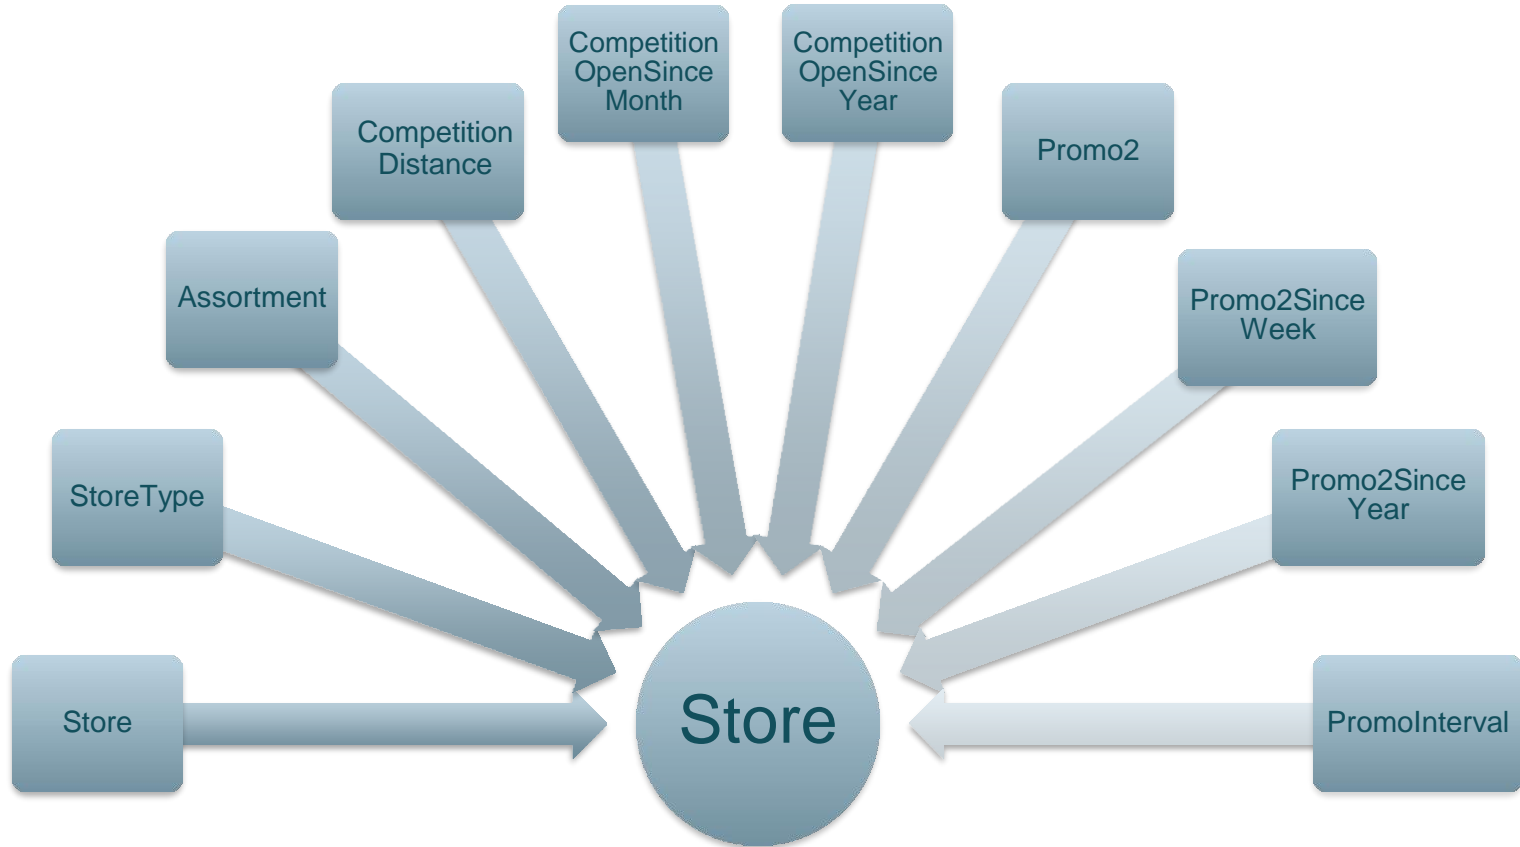 Competition
OpenSince
Month
Competition
OpenSince
Year
Competition
Distance
Promo2
Assortment
Promo2Since
Week
StoreType
Promo2Since
Year
Store
Store
PromoInterval